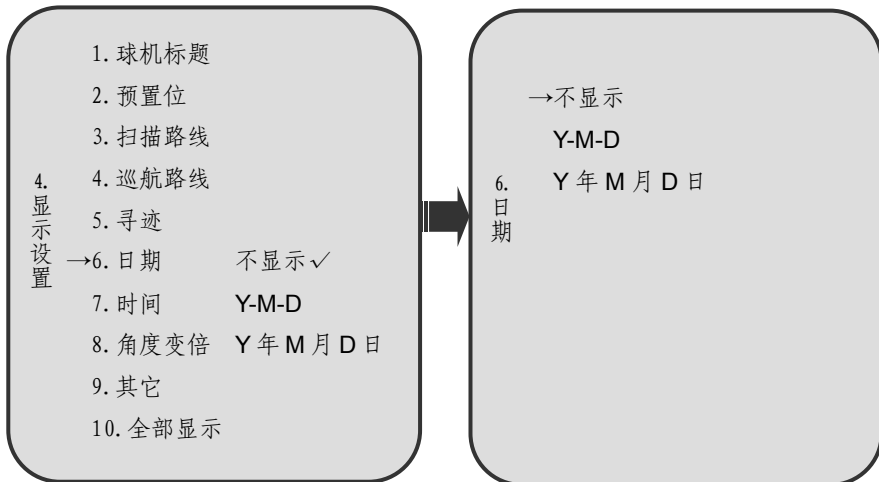 4.显示设置
1.球机标题
2.预置位
3.扫描路线
4.巡航路线
5.寻迹
→6.日期 不显示✓
7.时间 Y-M-D
8.角度变倍 Y年M月D日
9.其它
10.全部显示
6.日期
→不显示
Y-M-D
Y年M月D日